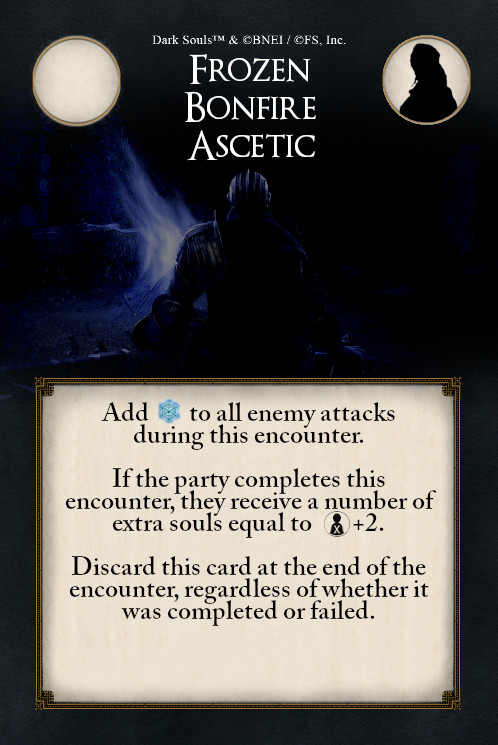 Dark Souls™ & ©BNEI / ©FS, Inc.
Frozen
Bonfire
Ascetic
Add to all enemy attacks
during this encounter.
If the party completes this
encounter, they receive a number of
extra souls equal to X+2.
Discard this card at the end of the
encounter, regardless of whether it
was completed or failed.